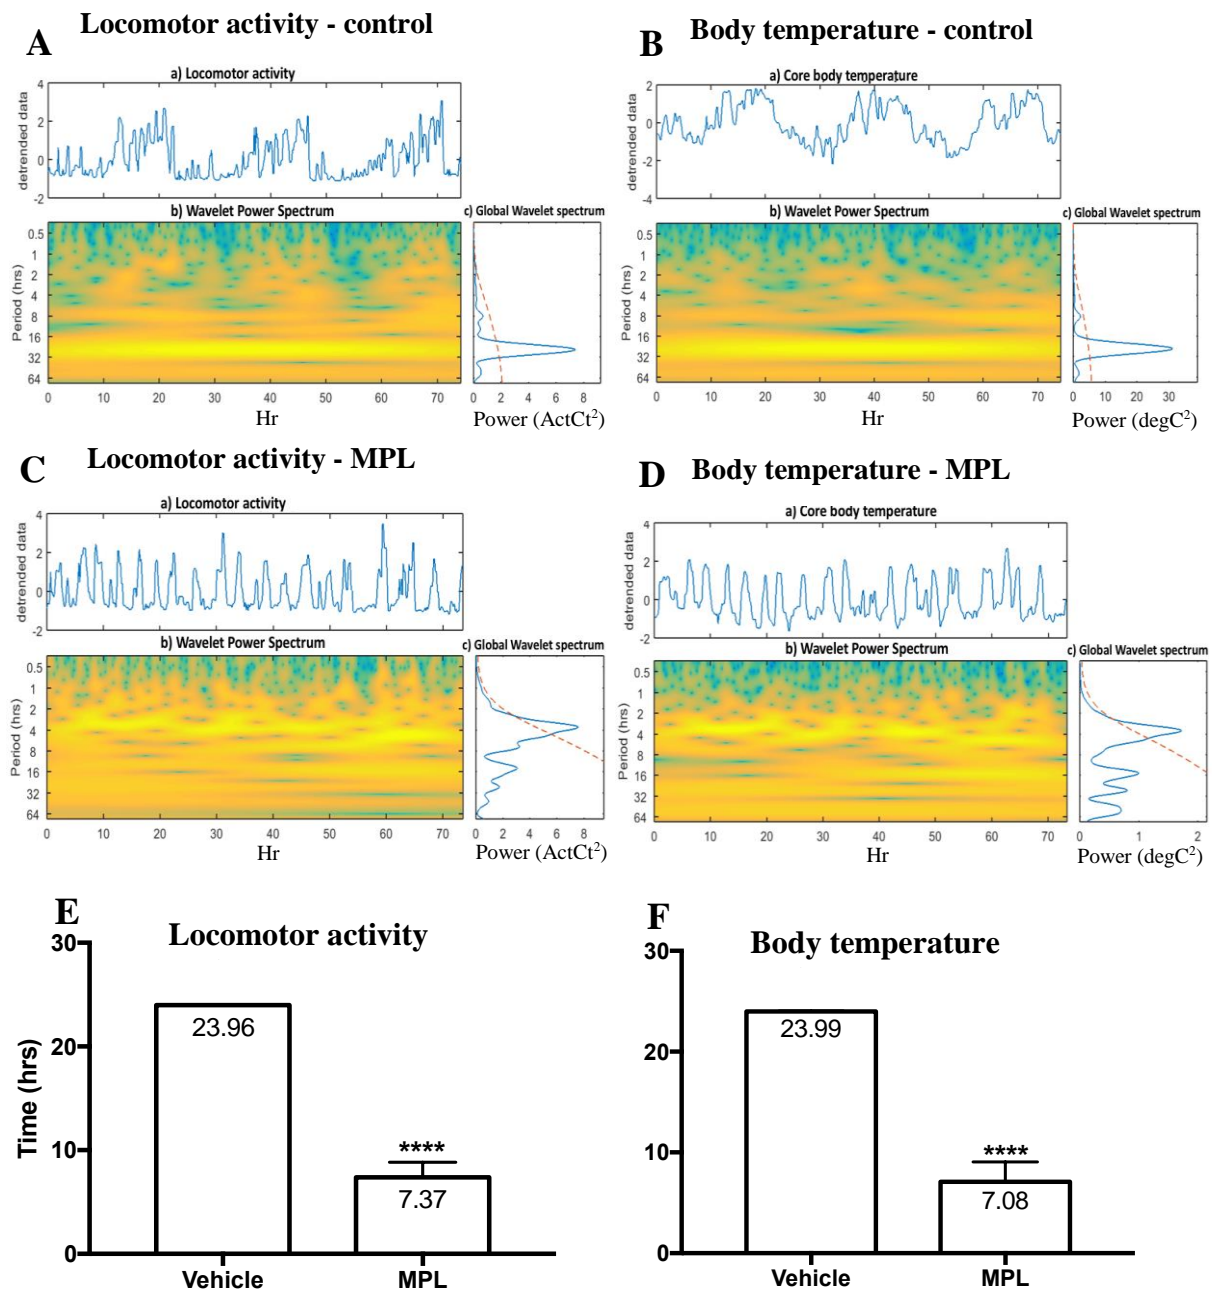 A
Locomotor activity - control
a) Locomotor activity
detrended data
4
2
0
-2
b) Wavelet Power Spectrum
c) Global Wavelet spectrum
Period (hrs)
0.5
1
2
4
8
16
32
64
0 10 20 30 40 50 60 70
0 2 4 6 8
Hr
Power (ActCt²)
B
Body temperature - control
a) Core body temperature
detrended data
2
0
-2
-4
b) Wavelet Power Spectrum
c) Global Wavelet spectrum
Period (hrs)
0.5
1
2
4
8
16
32
64
0 10 20 30 40 50 60 70
0 10 20 30
Hr
Power (degC²)
C
Locomotor activity - MPL
a) Locomotor activity
detrended data
4
2
0
-2
b) Wavelet Power Spectrum
c) Global Wavelet spectrum
Period (hrs)
0.5
1
2
4
8
16
32
64
0 10 20 30 40 50 60 70
0 2 4 6 8
Hr
Power (ActCt²)
D
Body temperature - MPL
a) Core body temperature
detrended data
4
2
0
-2
b) Wavelet Power Spectrum
c) Global Wavelet spectrum
Period (hrs)
0.5
1
2
4
8
16
32
64
0 10 20 30 40 50 60 70
0 1 2
Hr
Power (degC²)
E
Locomotor activity
Time (hrs)
30
20
10
0
23.96
****
7.37
Vehicle MPL
F
Body temperature
30
20
10
0
23.99
****
7.08
Vehicle MPL